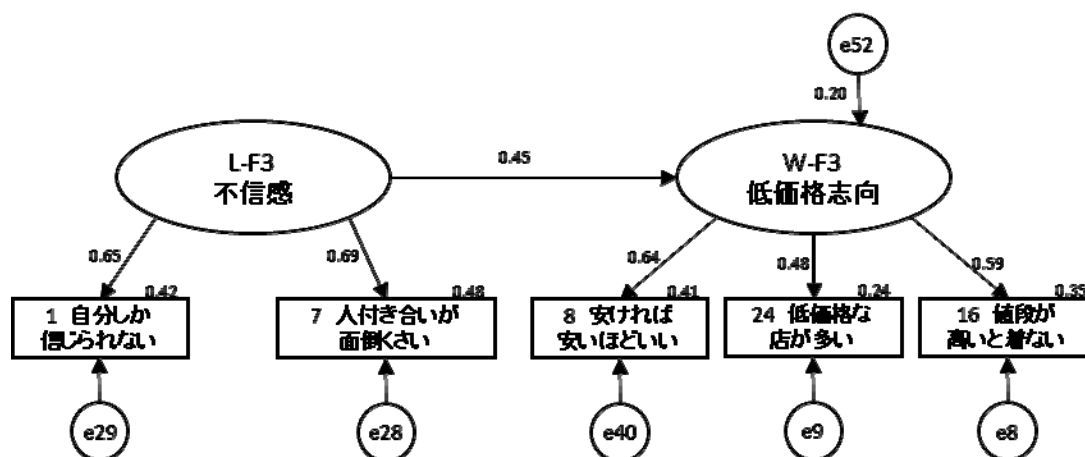 e52
0.20
L-F3
不信感
0.45
W-F3
低価格志向
0.65
0.69
0.64
0.48
0.59
0.42
1 自分しか
信じられない
0.48
7 人付き合いが
面倒くさい
0.41
8 安ければ
安いほどいい
0.24
24 低価格な
店が多い
0.35
16 値段が
高いと着ない
e29
e28
e40
e9
e8